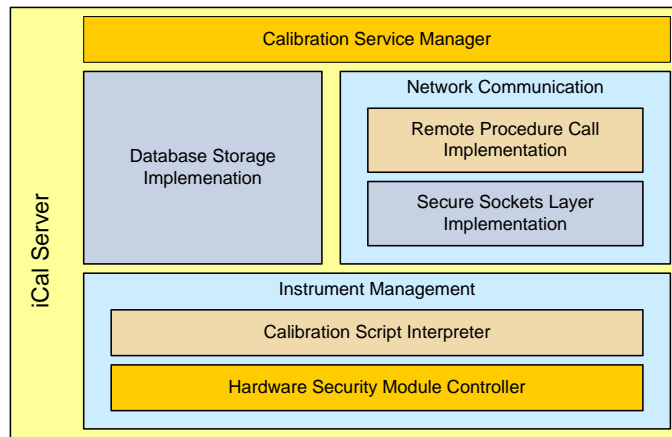 iCal Server
Calibration Service Manager
Database Storage
Implemenation
Network Communication
Remote Procedure Call
Implementation
Secure Sockets Layer
Implementation
Instrument Management
Calibration Script Interpreter
Hardware Security Module Controller